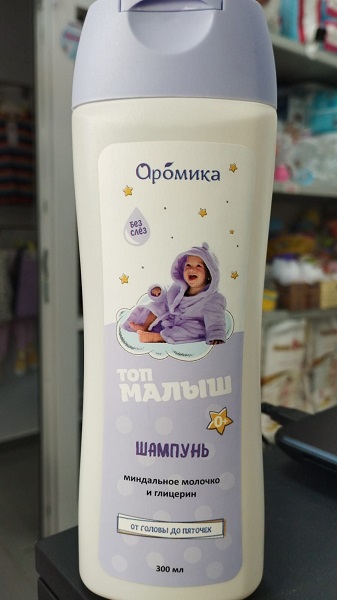 Аромика
Без
слёз
ТОП
МАЛЫШ
0+
ШАМПУНЬ
миндальное молочко
и глицерин
ОТ ГОЛОВЫ ДО ПЯТОЧЕК
300 мл